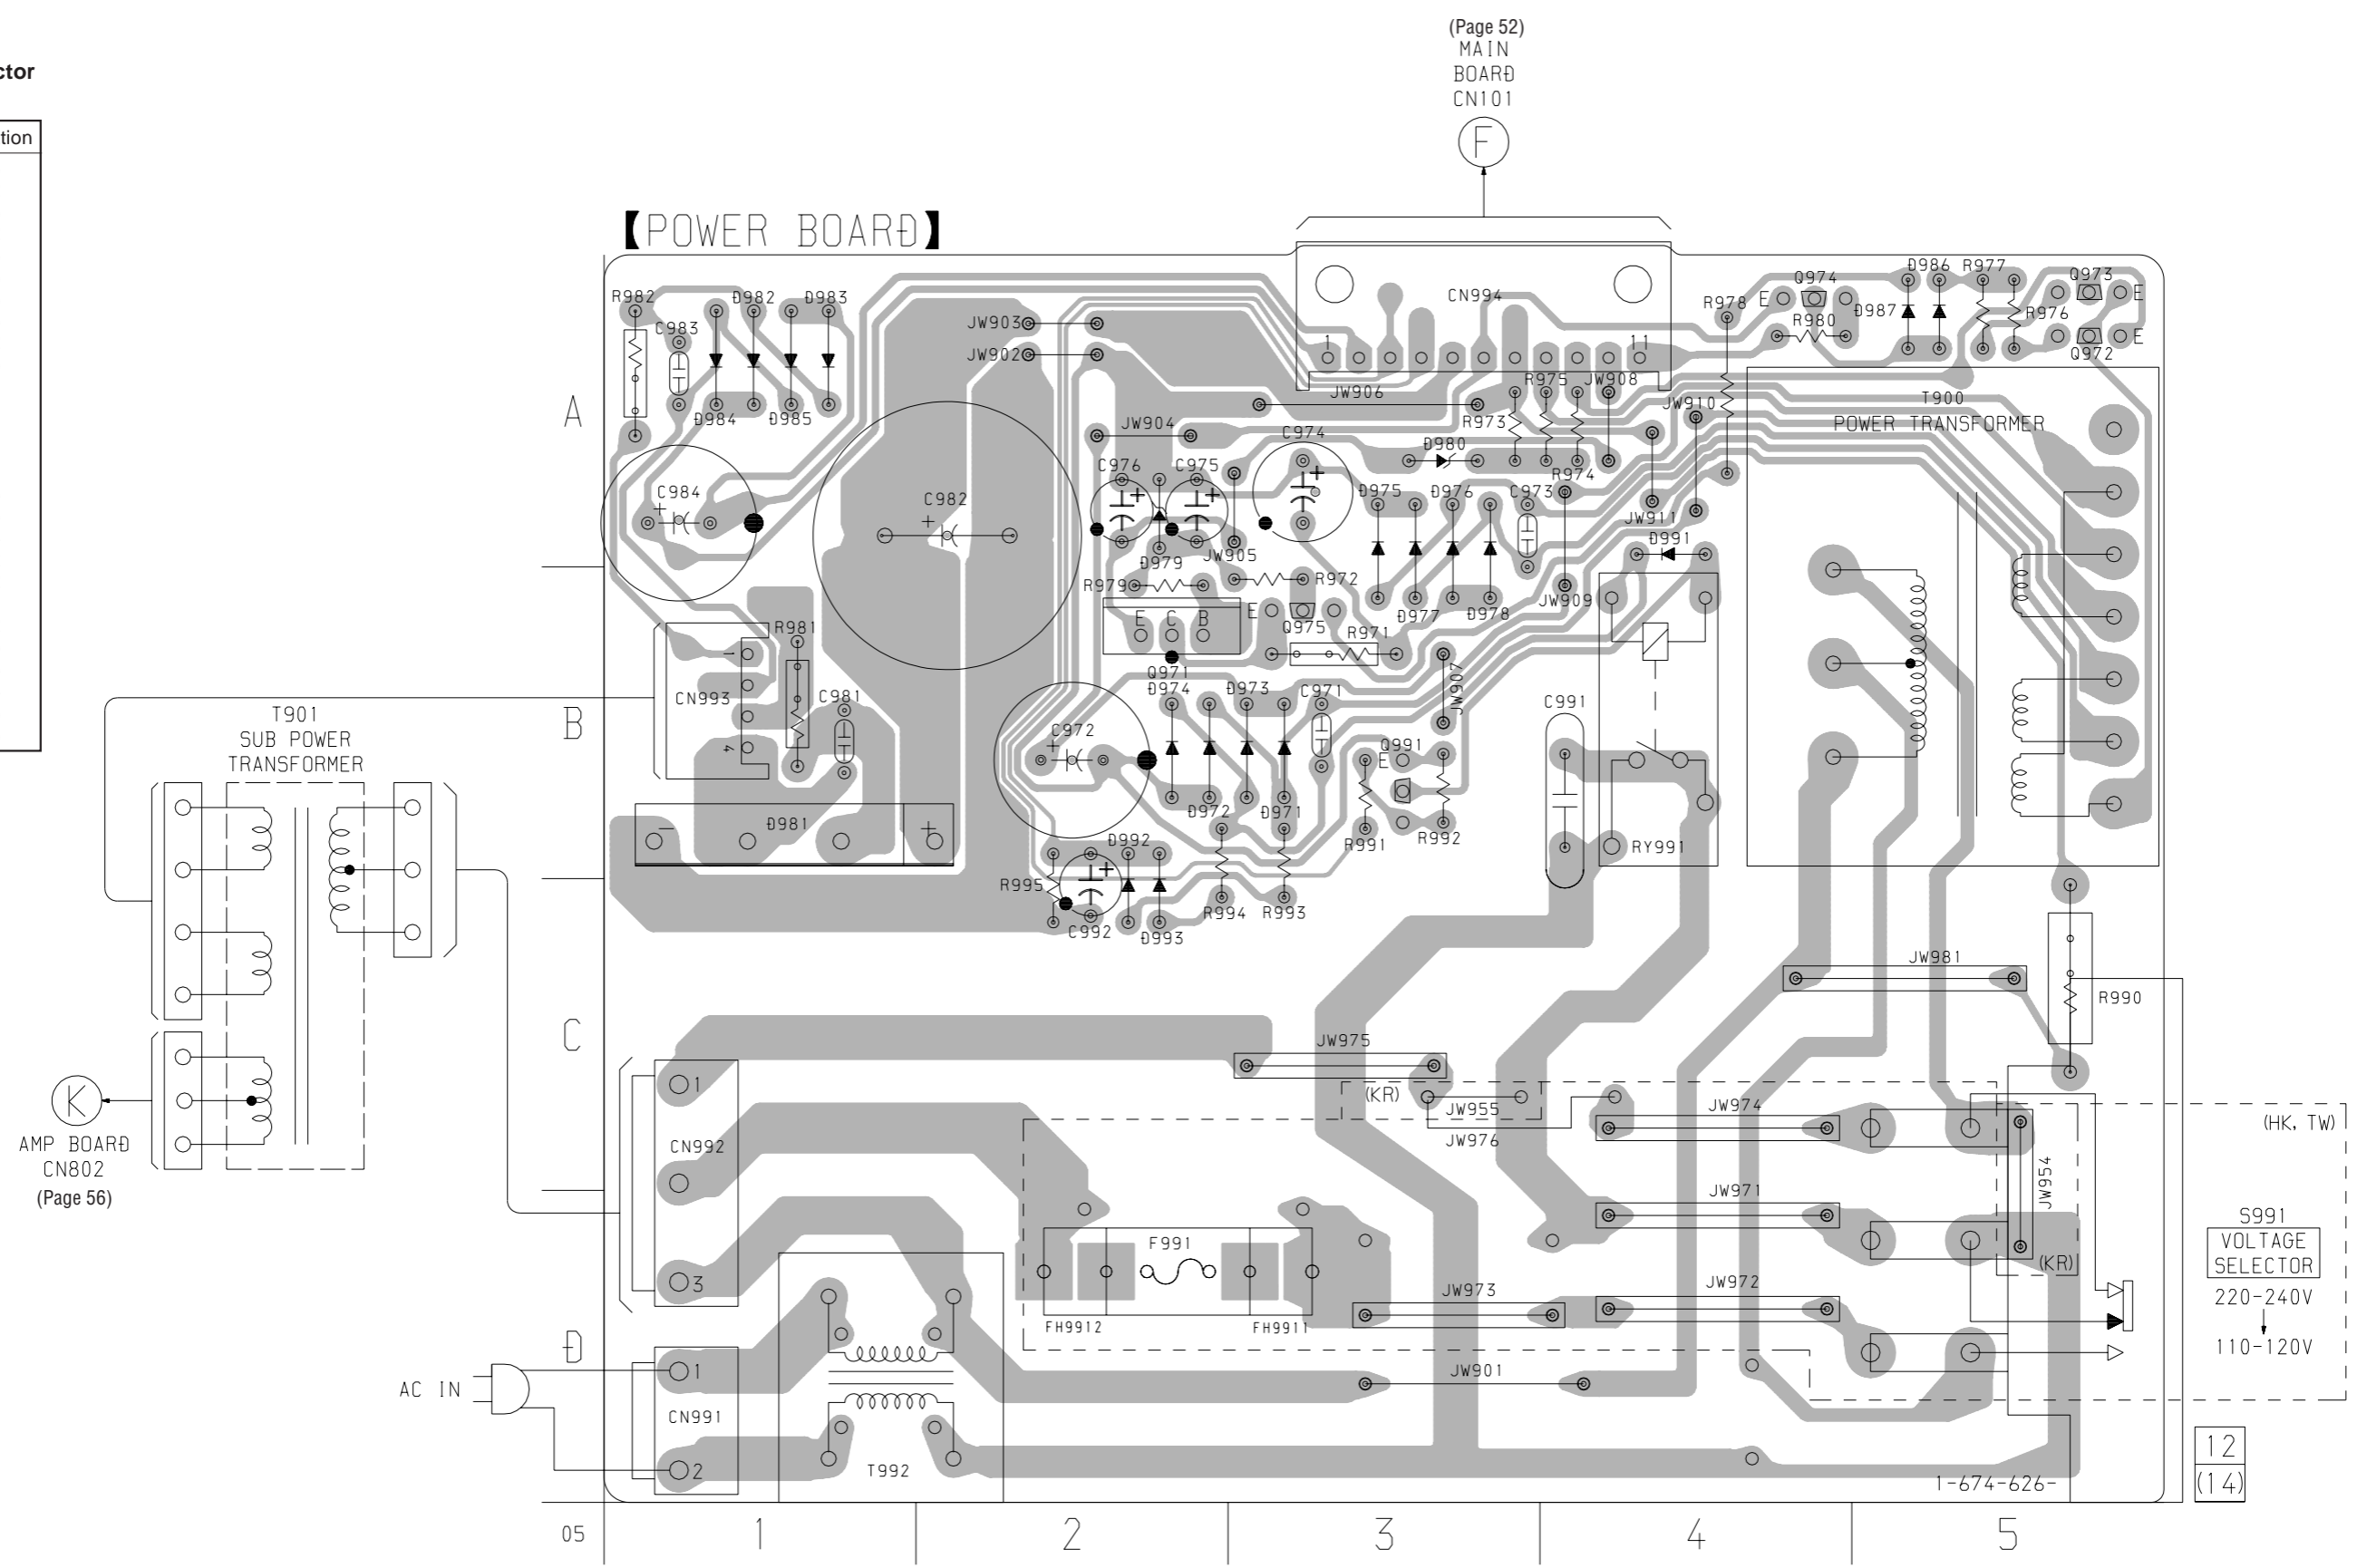 (Page 52)
MAIN
BOARD
CN101
F
ctor
tion
【POWER BOARD】
R982
D982
D983
C983
D984
D985
JW903
JW902
CN994
1
11
R978
E
Q974
R980
D987
D986
R977
Q973
E
R976
E
Q972
A
JW906
R975
JW908
R973
JW910
T900
POWER TRANSFORMER
JW904
C974
D980
C976
C975
R974
C984
+
C982
+
+
+
+
D975
D976
C973
JW911
D979
JW905
D991
R979
R972
JW909
D977
D978
E C B
E
Q975
R971
R981
Q971
1
CN993
4
C981
D974
D973
C971
JW907
C991
B
T901
SUB POWER
TRANSFORMER
C972
+
Q991
E
D972
D971
R991
R992
RY991
−
D981
+
D992
R995
+
C992
D993
R994
R993
JW981
R990
C
JW975
K
AMP BOARD
CN802
(Page 56)
1
CN992
3
(KR)
JW955
JW976
JW974
(HK, TW)
JW954
JW971
(KR)
S991
VOLTAGE
SELECTOR
220-240V
110-120V
F991
FH9912
FH9911
JW973
JW972
D
AC IN
1
CN991
2
T992
JW901
1-674-626-
12
(14)
05
1
2
3
4
5